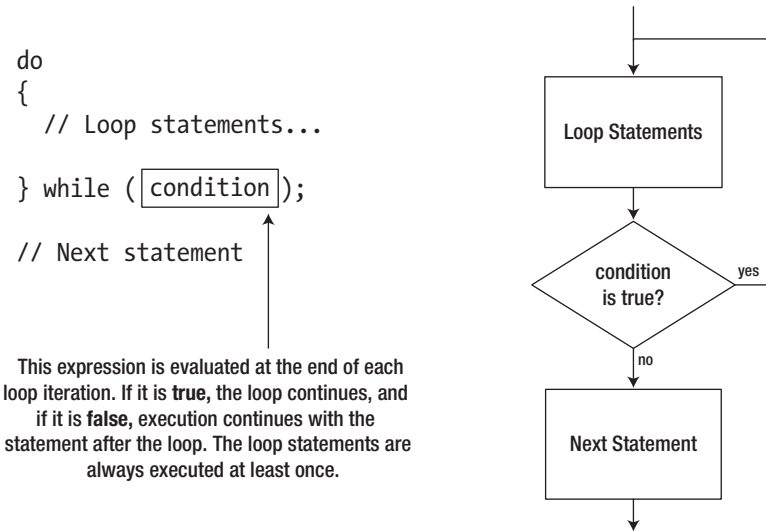 do
{
// Loop statements...
} while (condition);
// Next statement
This expression is evaluated at the end of each
loop iteration. If it is true, the loop continues, and
if it is false, execution continues with the
statement after the loop. The loop statements are
always executed at least once.
Loop Statements
condition
is true?
yes
no
Next Statement